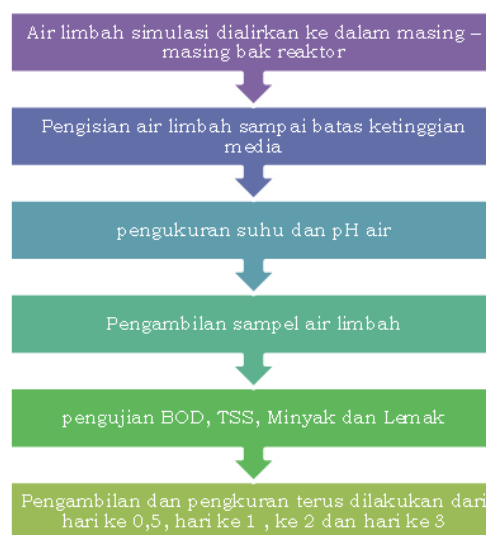 Air limbah simulasi dialirkan ke dalam masing –
masing bak reaktor
Pengisian air limbah sampai batas ketinggian
media
pengukuran suhu dan pH air
Pengambilan sampel air limbah
pengujian BOD, TSS, Minyak dan Lemak
Pengambilan dan pengkuran terus dilakukan dari
hari ke 0,5, hari ke 1 , ke 2 dan hari ke 3